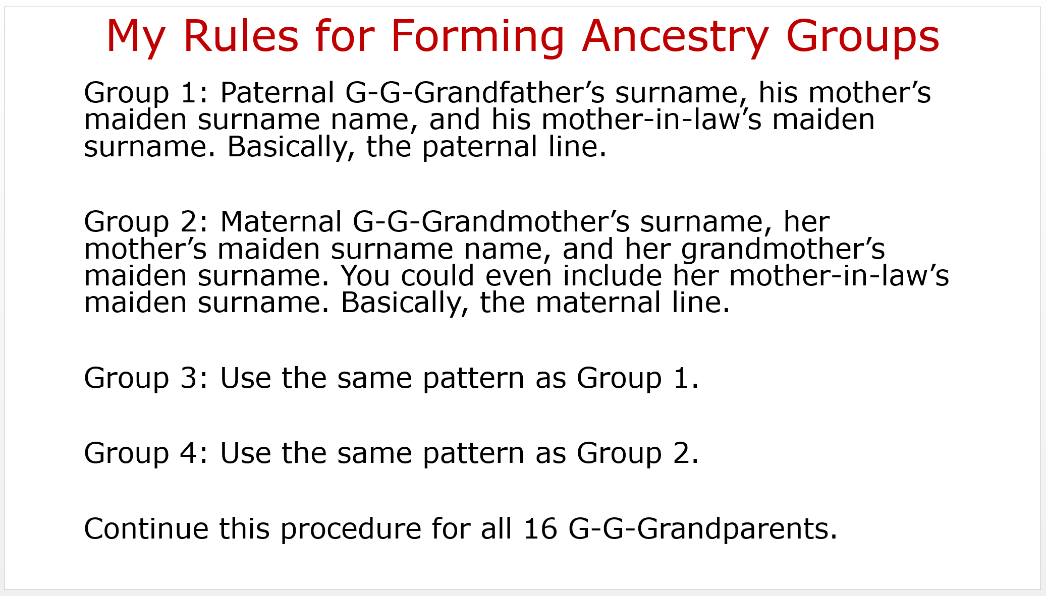 My Rules for Forming Ancestry Groups
Group 1: Paternal G-G-Grandfather’s surname, his mother’s
maiden surname name, and his mother-in-law’s maiden
surname. Basically, the paternal line.
Group 2: Maternal G-G-Grandmother’s surname, her
mother’s maiden surname name, and her grandmother’s
maiden surname. You could even include her mother-in-law’s
maiden surname. Basically, the maternal line.
Group 3: Use the same pattern as Group 1.
Group 4: Use the same pattern as Group 2.
Continue this procedure for all 16 G-G-Grandparents.